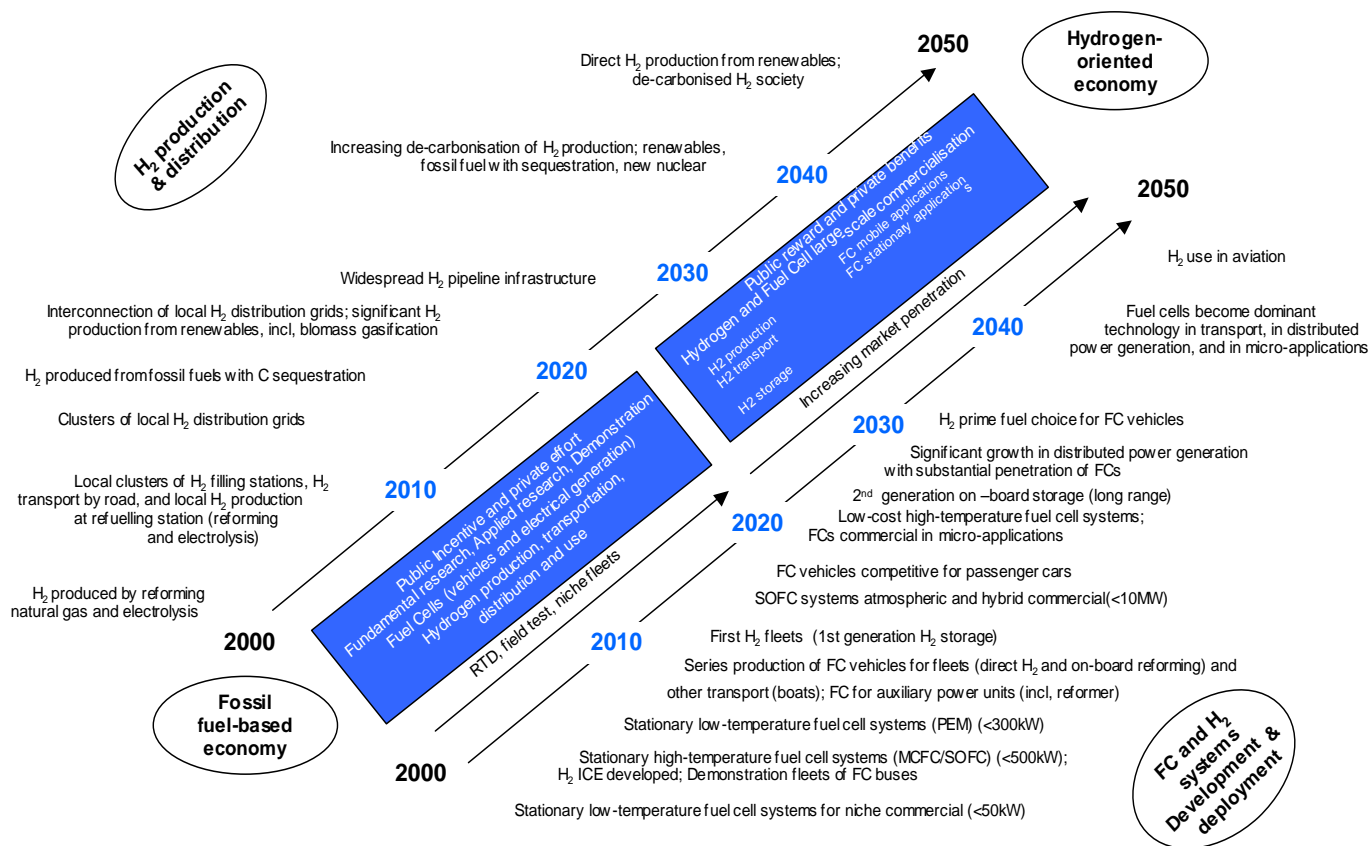 2050
Hydrogen-
oriented
economy
Direct H₂ production from renewables;
de-carbonised H₂ society
H₂ production
& distribution
Increasing de-carbonisation of H₂ production; renewables,
fossil fuel with sequestration, new nuclear
2040
Widespread H₂ pipeline infrastructure
2030
Interconnection of local H₂ distribution grids; significant H₂
production from renewables, incl, biomass gasification
H₂ produced from fossil fuels with C sequestration
2020
Clusters of local H₂ distribution grids
Local clusters of H₂ filling stations, H₂
transport by road, and local H₂ production
at refuelling station (reforming
and electrolysis)
2010
H₂ produced by reforming
natural gas and electrolysis
2000
Fossil
fuel-based
economy
Public reward and private benefits
Hydrogen and Fuel Cell large-scale commercialisation
FC mobile applications
FC stationary applications
H2 production
H2 transport
H2 storage
Public Incentive and private effort
Fundamental research, Applied research, Demonstration
Fuel Cells (vehicles and electrical generation)
Hydrogen production, transportation,
distribution and use
Increasing market penetration
RTD, field test, niche fleets
2050
H₂ use in aviation
Fuel cells become dominant
technology in transport, in distributed
power generation, and in micro-applications
2040
H₂ prime fuel choice for FC vehicles
2030
Significant growth in distributed power generation
with substantial penetration of FCs
2nd generation on –board storage (long range)
Low-cost high-temperature fuel cell systems;
FCs commercial in micro-applications
2020
FC vehicles competitive for passenger cars
SOFC systems atmospheric and hybrid commercial(<10MW)
2010
First H₂ fleets (1st generation H₂ storage)
Series production of FC vehicles for fleets (direct H₂ and on-board reforming) and
other transport (boats); FC for auxiliary power units (incl, reformer)
Stationary low-temperature fuel cell systems (PEM) (<300kW)
Stationary high-temperature fuel cell systems (MCFC/SOFC) (<500kW);
H₂ ICE developed; Demonstration fleets of FC buses
2000
Stationary low-temperature fuel cell systems for niche commercial (<50kW)
FC and H₂
systems
Development &
deployment